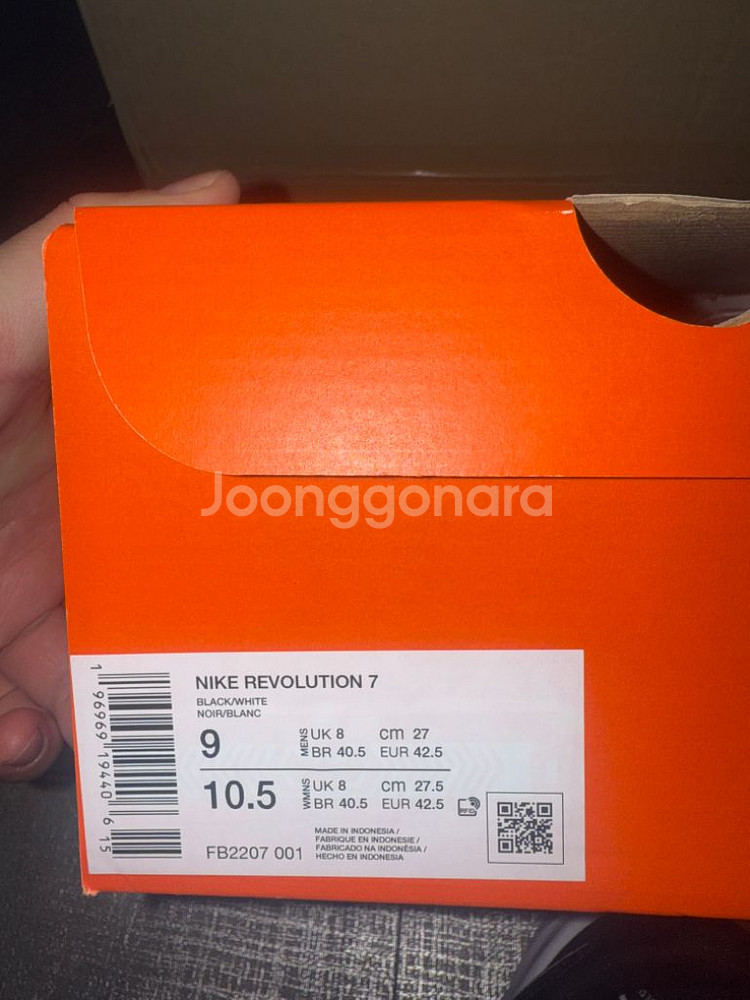 Joonggonara
NIKE REVOLUTION 7
BLACK/WHITE
NOIR/BLANC
9 MENS UK 8 cm 27
BR 40.5 EUR 42.5
10.5 WMNS UK 8 cm 27.5
BR 40.5 EUR 42.5
RFID
FB2207 001
MADE IN INDONESIA /
FABRIQUE EN INDONESIE /
FABRICADO NA INDONÉSIA /
HECHO EN INDONESIA
1 96969 19440 6 15